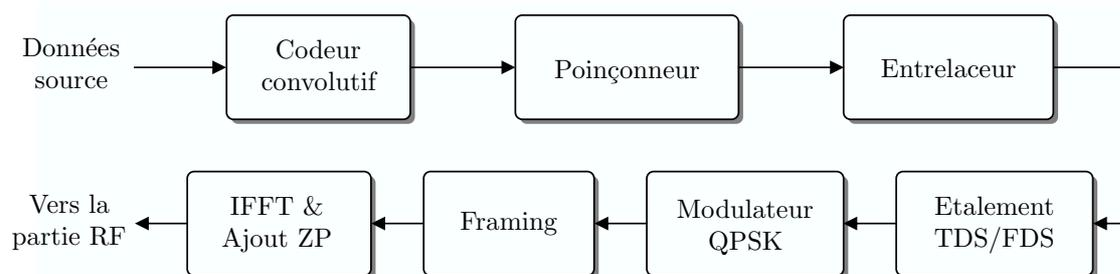 Données
source
Codeur
convolutif
Poinçonneur
Entrelaceur
Vers la
partie RF
IFFT &
Ajout ZP
Framing
Modulateur
QPSK
Etalement
TDS/FDS